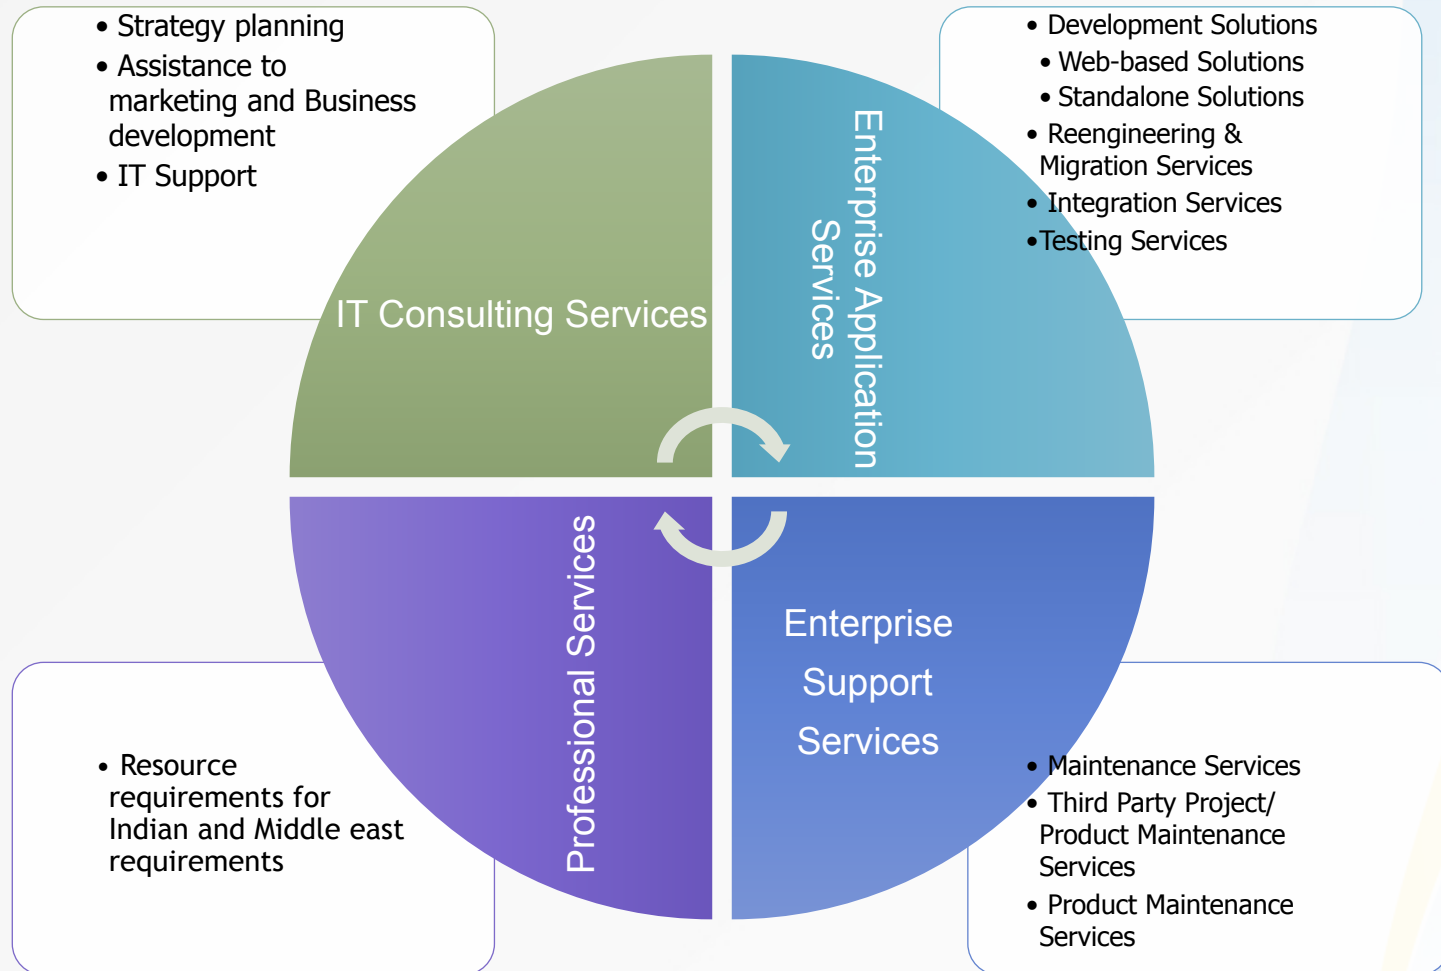 • Strategy planning
• Assistance to
marketing and Business
development
• IT Support
IT Consulting Services
• Development Solutions
• Web-based Solutions
• Standalone Solutions
• Reengineering &
Migration Services
• Integration Services
•Testing Services
Enterprise Application
Services
Professional Services
• Resource
requirements for
Indian and Middle east
requirements
Enterprise
Support
Services
• Maintenance Services
• Third Party Project/
Product Maintenance
Services
• Product Maintenance
Services